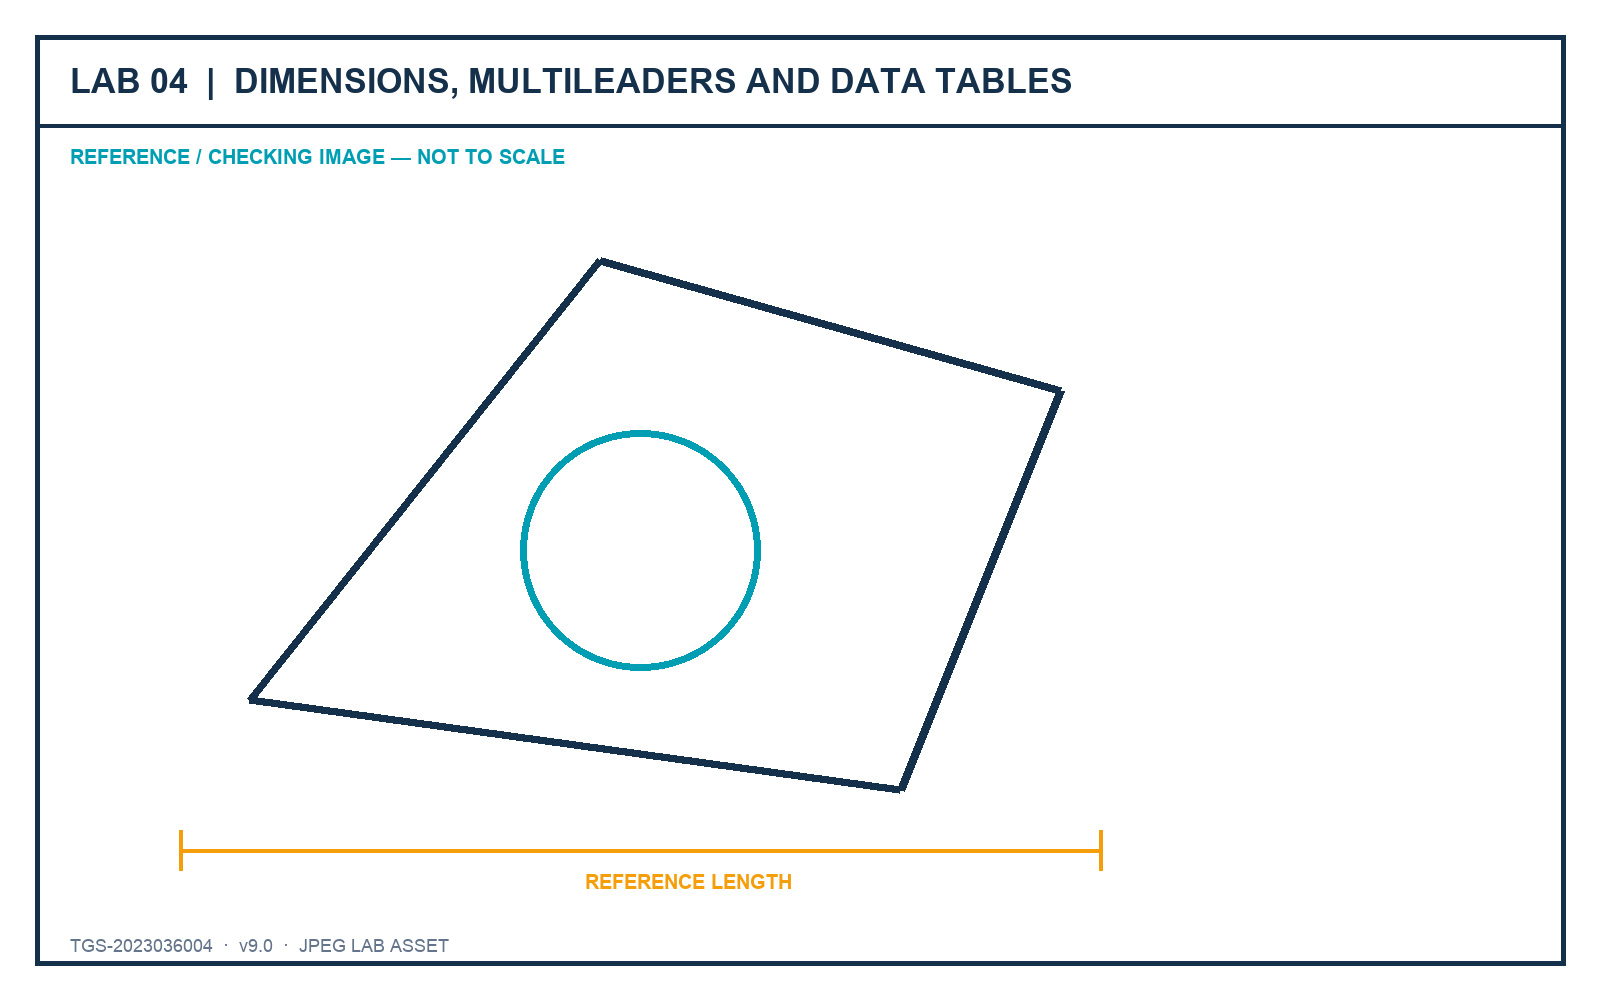 LAB 04 | DIMENSIONS, MULTILEADERS AND DATA TABLES
REFERENCE / CHECKING IMAGE — NOT TO SCALE
REFERENCE LENGTH
TGS-2023036004 · v9.0 · JPEG LAB ASSET